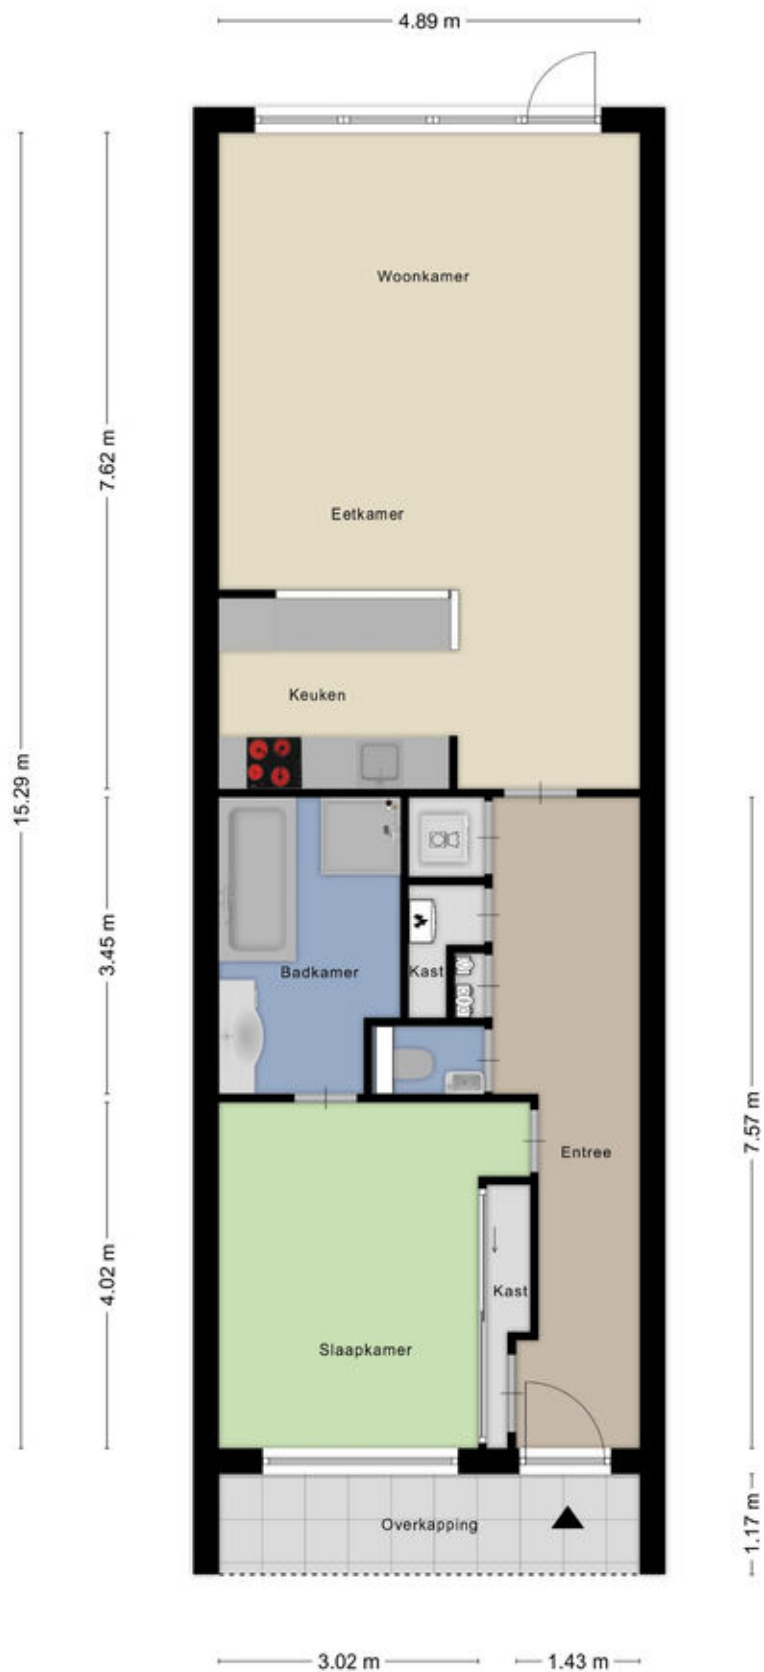 4.89 m
Woonkamer
7.62 m
Eetkamer
Keuken
15.29 m
3.45 m
Badkamer
Kast
7.57 m
Entree
4.02 m
Kast
Slaapkamer
Overkapping
1.17 m
3.02 m
1.43 m